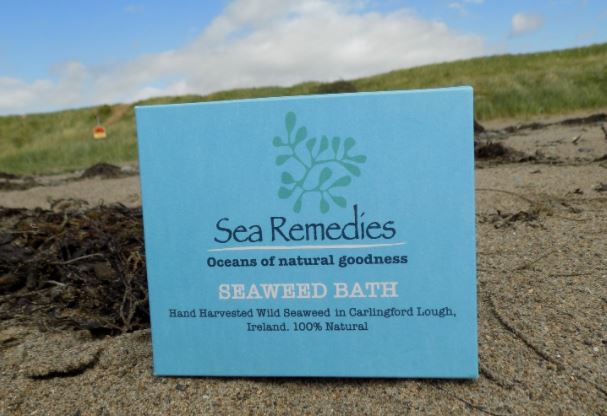 Sea Remedies
Oceans of natural goodness
SEAWEED BATH
Hand Harvested Wild Seaweed in Carlingford Lough,
Ireland. 100% Natural